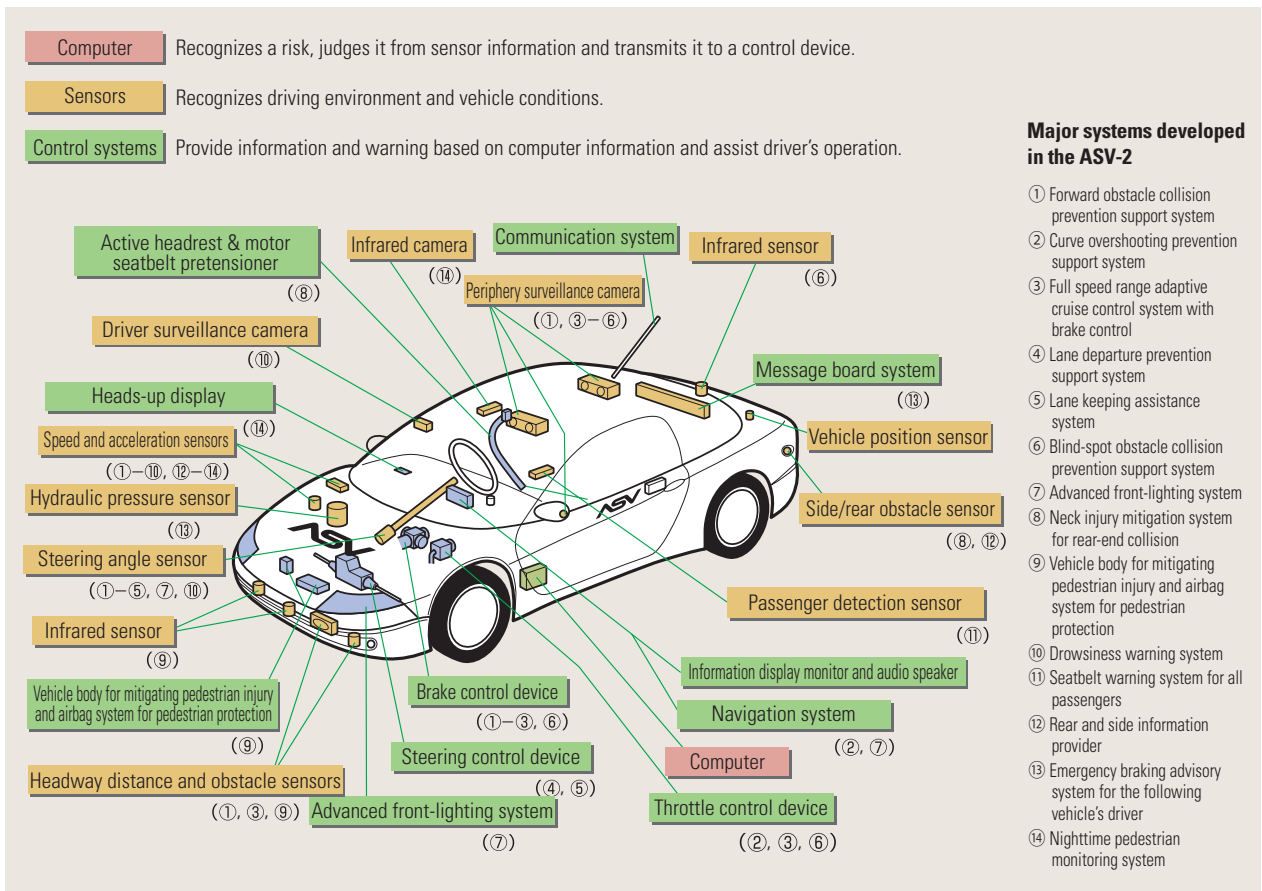 Computer Recognizes a risk, judges it from sensor information and transmits it to a control device.
Sensors Recognizes driving environment and vehicle conditions.
Control systems Provide information and warning based on computer information and assist driver's operation.
Active headrest & motor
seatbelt pretensioner
(⑧)
Infrared camera
(⑭)
Communication system
Infrared sensor
(⑥)
Periphery surveillance camera
(①, ③－⑥)
Driver surveillance camera
(⑩)
Message board system
(⑬)
Heads-up display
(⑭)
Speed and acceleration sensors
(①－⑩, ⑫－⑭)
Vehicle position sensor
Hydraulic pressure sensor
(⑬)
Side/rear obstacle sensor
(⑧, ⑫)
ASV
ASV
Steering angle sensor
(①－⑤, ⑦, ⑩)
Passenger detection sensor
(⑪)
Infrared sensor
(⑨)
Information display monitor and audio speaker
Vehicle body for mitigating pedestrian injury
and airbag system for pedestrian protection
(⑨)
Brake control device
(①－③, ⑥)
Navigation system
(②, ⑦)
Steering control device
(④, ⑤)
Computer
Headway distance and obstacle sensors
(①, ③, ⑨)
Advanced front-lighting system
(⑦)
Throttle control device
(②, ③, ⑥)
Major systems developed
in the ASV-2
① Forward obstacle collision
prevention support system
② Curve overshooting prevention
support system
③ Full speed range adaptive
cruise control system with
brake control
④ Lane departure prevention
support system
⑤ Lane keeping assistance
system
⑥ Blind-spot obstacle collision
prevention support system
⑦ Advanced front-lighting system
⑧ Neck injury mitigation system
for rear-end collision
⑨ Vehicle body for mitigating
pedestrian injury and airbag
system for pedestrian
protection
⑩ Drowsiness warning system
⑪ Seatbelt warning system for all
passengers
⑫ Rear and side information
provider
⑬ Emergency braking advisory
system for the following
vehicle's driver
⑭ Nighttime pedestrian
monitoring system